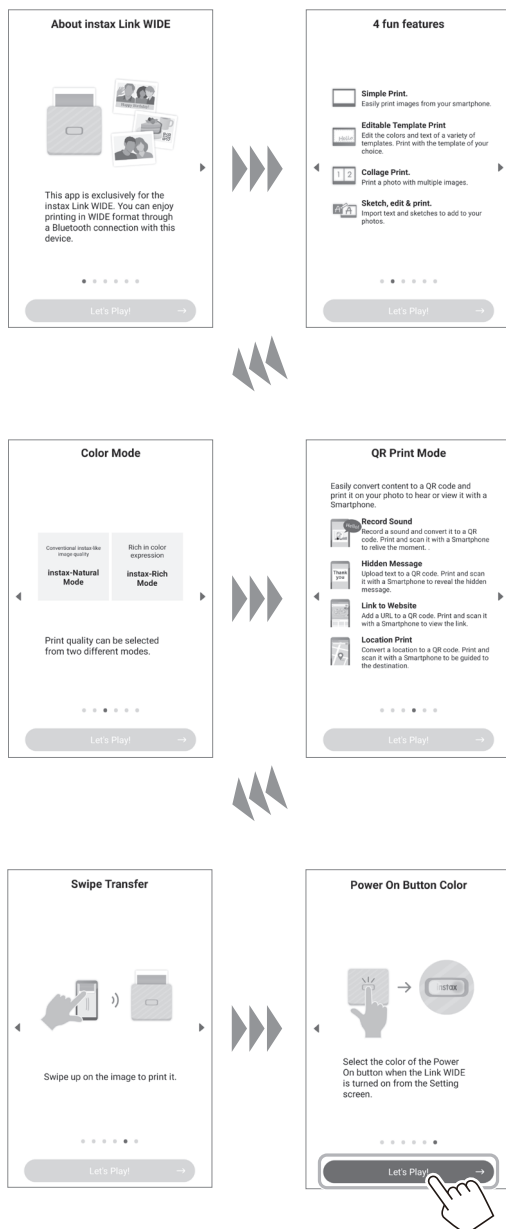 About instax Link WIDE
Happy Birthday
This app is exclusively for the
instax Link WIDE. You can enjoy
printing in WIDE format through
a Bluetooth connection with this
device.
Let's Play! →
4 fun features
Simple Print.
Easily print images from your smartphone.
Hello!
Editable Template Print
Edit the colors and text of a variety of
templates. Print with the template of your
choice.
1 2
Collage Print.
Print a photo with multiple images.
A A
Sketch, edit & print.
Import text and sketches to add to your
photos.
Let's Play! →
Color Mode
Conventional instax-like
image quality
instax-Natural
Mode
Rich in color
expression
instax-Rich
Mode
Print quality can be selected
from two different modes.
Let's Play! →
QR Print Mode
Easily convert content to a QR code and
print it on your photo to hear or view it with a
Smartphone.
Hello!
Record Sound
Record a sound and convert it to a QR
code. Print and scan it with a Smartphone
to relive the moment. .
Thank
you
Hidden Message
Upload text to a QR code. Print and scan
it with a Smartphone to reveal the hidden
message.
Link to Website
Add a URL to a QR code. Print and scan it
with a Smartphone to view the link.
Location Print
Convert a location to a QR code. Print and
scan it with a Smartphone to be guided to
the destination.
Let's Play! →
Swipe Transfer
Swipe up on the image to print it.
Let's Play! →
Power On Button Color
instax
Select the color of the Power
On button when the Link WIDE
is turned on from the Setting
screen.
Let's Play! →